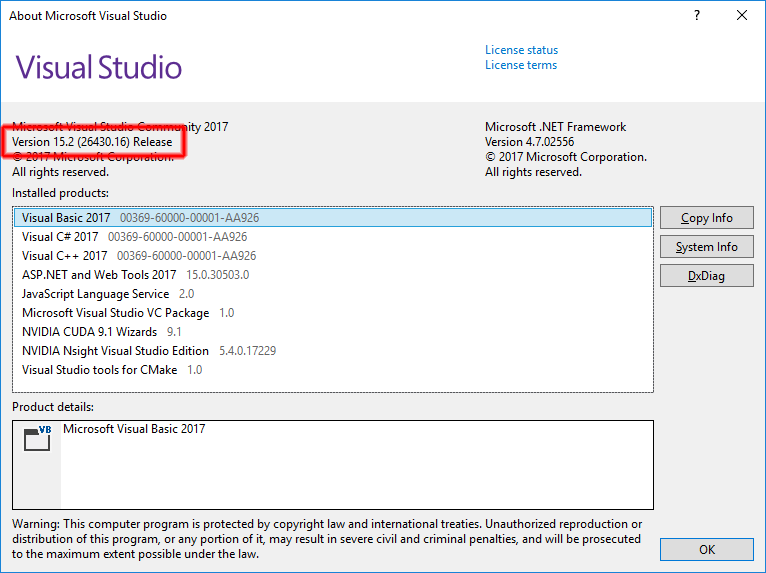 About Microsoft Visual Studio
?
Visual Studio
License status
License terms
Microsoft Visual Studio Community 2017
Version 15.2 (26430.16) Release
© 2017 Microsoft Corporation.
All rights reserved.
Microsoft .NET Framework
Version 4.7.02556
© 2017 Microsoft Corporation.
All rights reserved.
Installed products:
Visual Basic 2017 00369-60000-00001-AA926
Visual C# 2017 00369-60000-00001-AA926
Visual C++ 2017 00369-60000-00001-AA926
ASP.NET and Web Tools 2017 15.0.30503.0
JavaScript Language Service 2.0
Microsoft Visual Studio VC Package 1.0
NVIDIA CUDA 9.1 Wizards 9.1
NVIDIA Nsight Visual Studio Edition 5.4.0.17229
Visual Studio tools for CMake 1.0
Copy Info
System Info
DxDiag
Product details:
VB
Microsoft Visual Basic 2017
Warning: This computer program is protected by copyright law and international treaties. Unauthorized reproduction or
distribution of this program, or any portion of it, may result in severe civil and criminal penalties, and will be prosecuted
to the maximum extent possible under the law.
OK